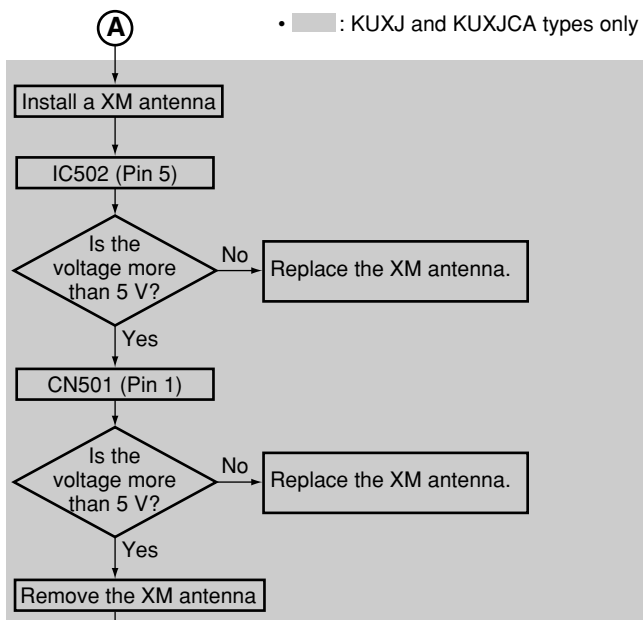 A
• : KUXJ and KUXJCA types only
Install a XM antenna
IC502 (Pin 5)
Is the
voltage more
than 5 V?
No
Replace the XM antenna.
Yes
CN501 (Pin 1)
Is the
voltage more
than 5 V?
No
Replace the XM antenna.
Yes
Remove the XM antenna